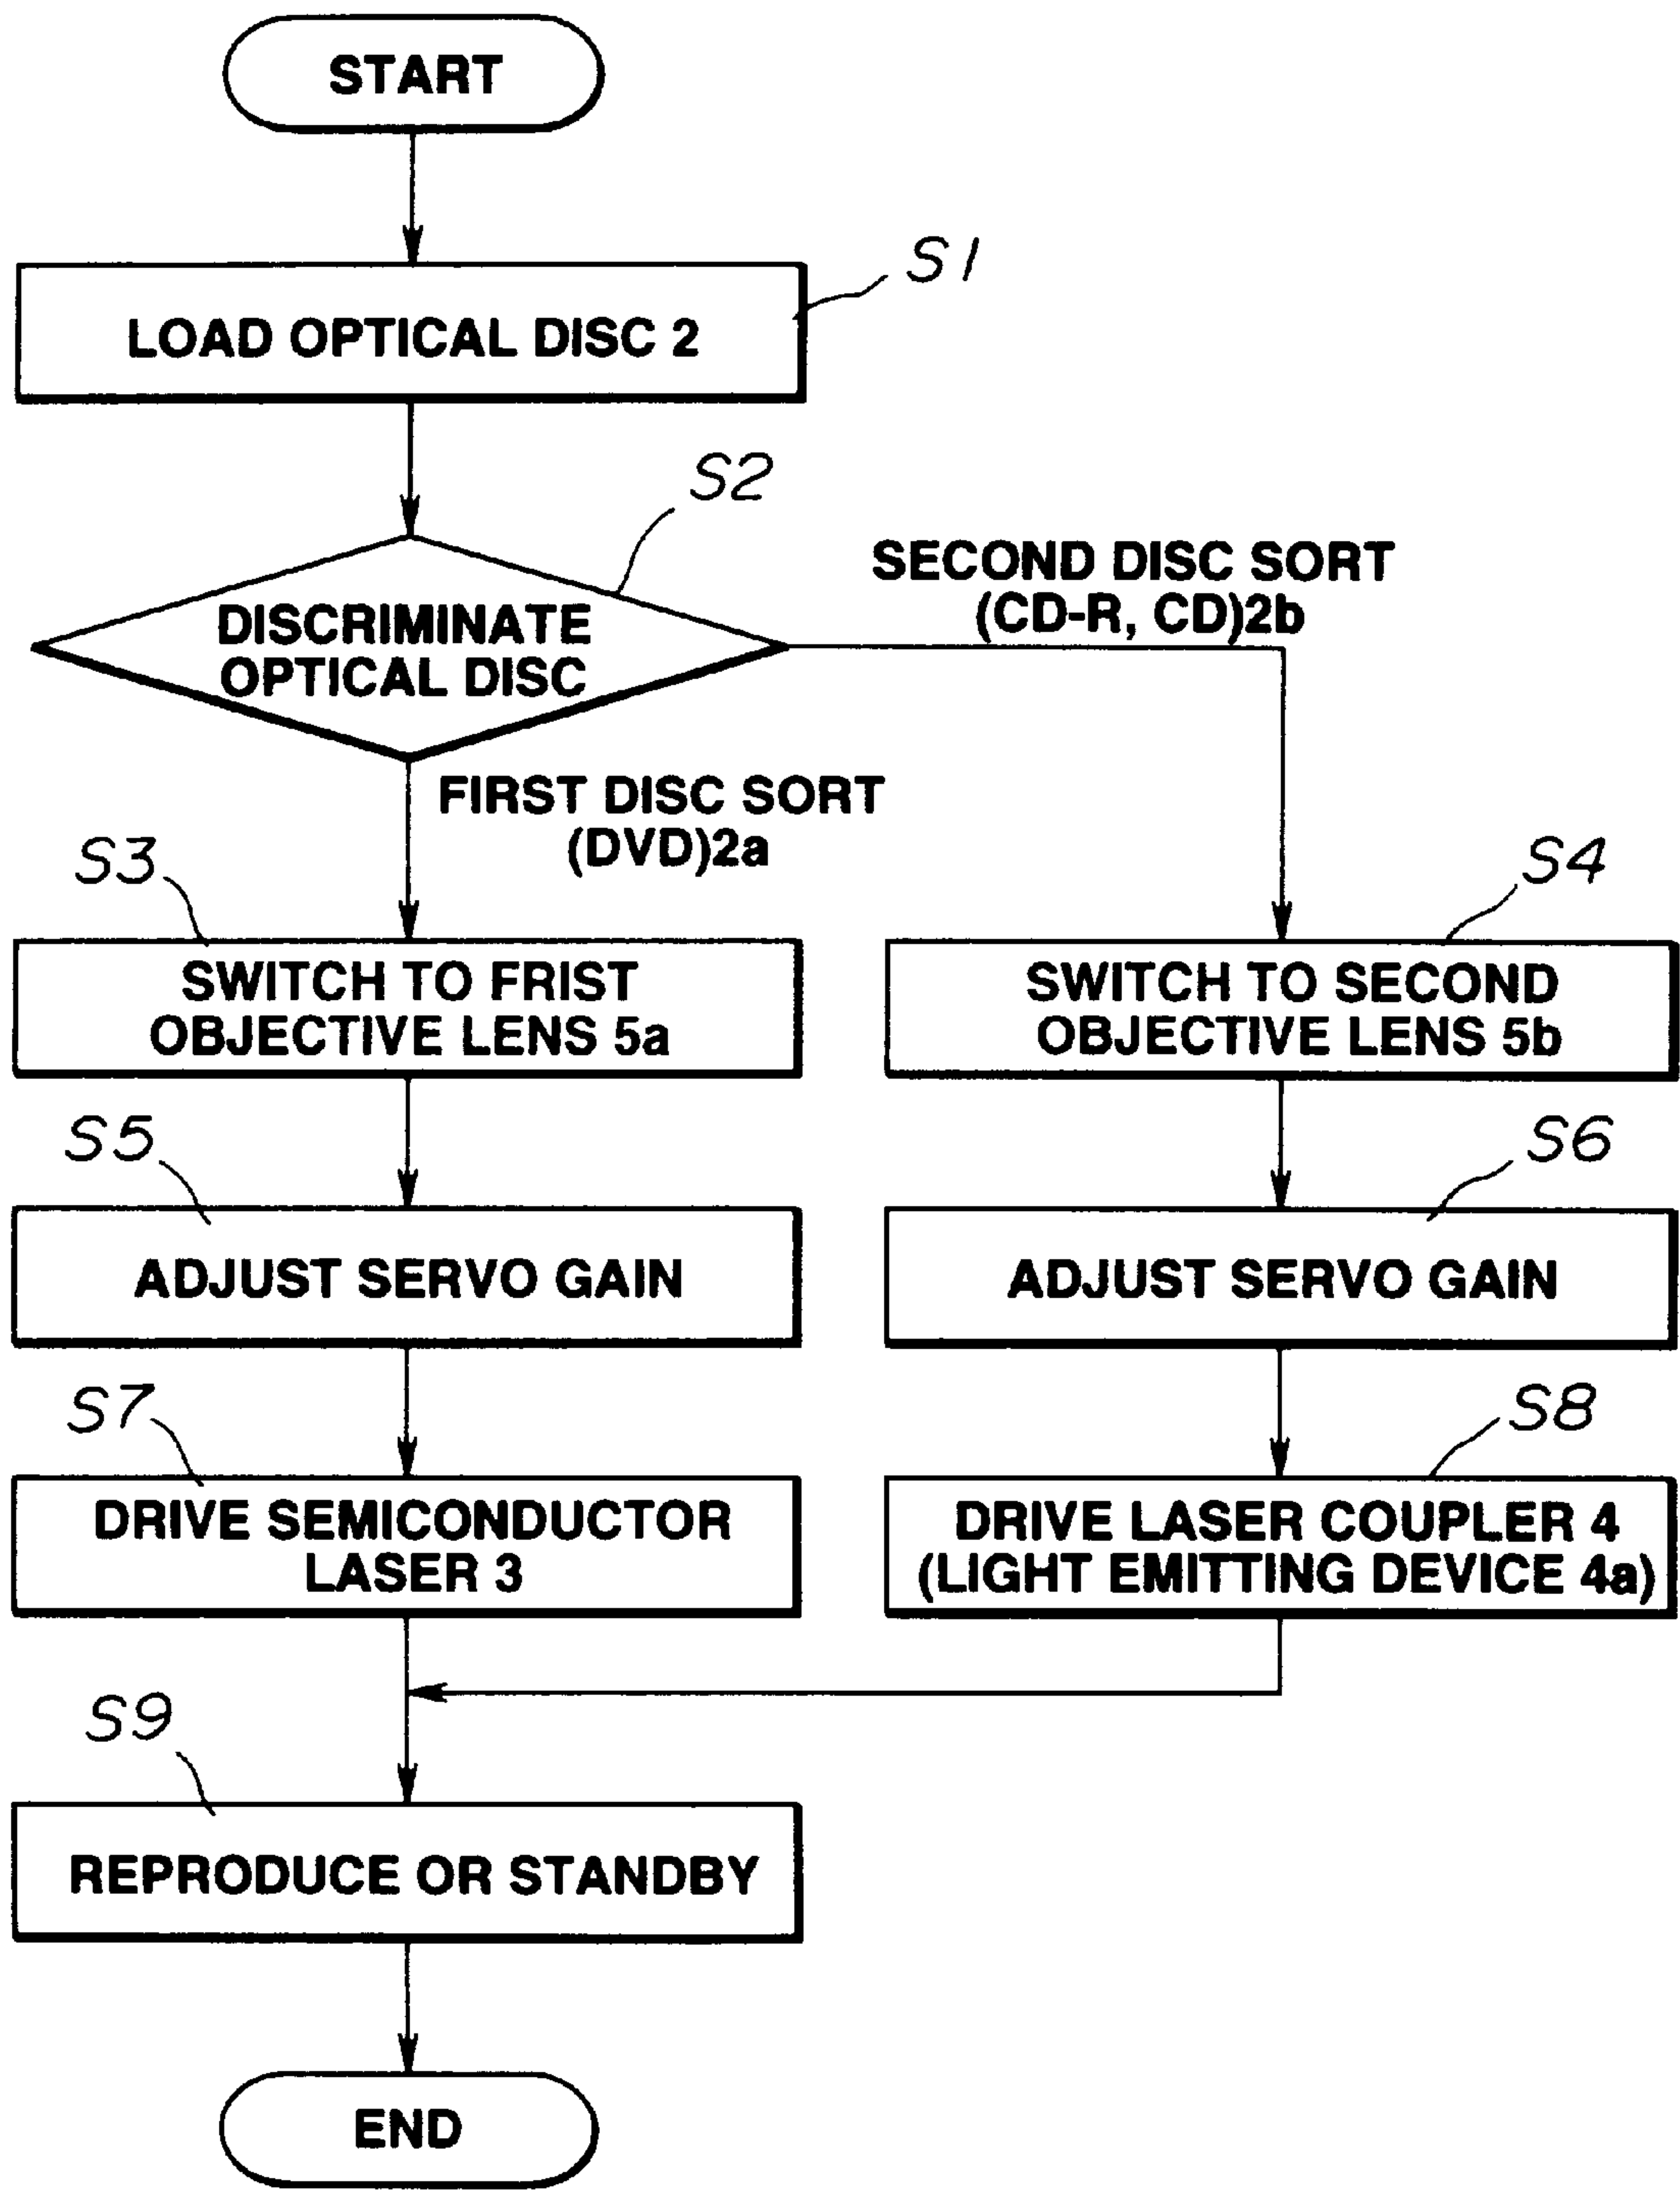 START
S1
LOAD OPTICAL DISC 2
S2
DISCRIMINATE
OPTICAL DISC
SECOND DISC SORT
(CD-R, CD)2b
FIRST DISC SORT
(DVD)2a
S3
SWITCH TO FRIST
OBJECTIVE LENS 5a
S4
SWITCH TO SECOND
OBJECTIVE LENS 5b
S5
ADJUST SERVO GAIN
S6
ADJUST SERVO GAIN
S7
DRIVE SEMICONDUCTOR
LASER 3
S8
DRIVE LASER COUPLER 4
(LIGHT EMITTING DEVICE 4a)
S9
REPRODUCE OR STANDBY
END